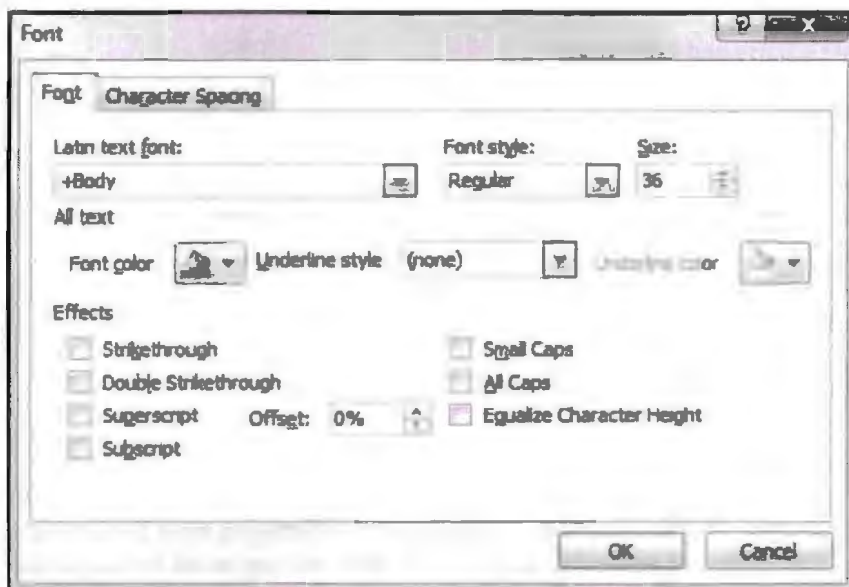 Font
Font Character Spacing
Latin text font: Font style: Size:
+Body Regular 36
All text
Font color Underline style (none) Underline color
Effects
Strikethrough Small Caps
Double Strikethrough All Caps
Superscript Offset: 0% Equalize Character Height
Subscript
OK Cancel